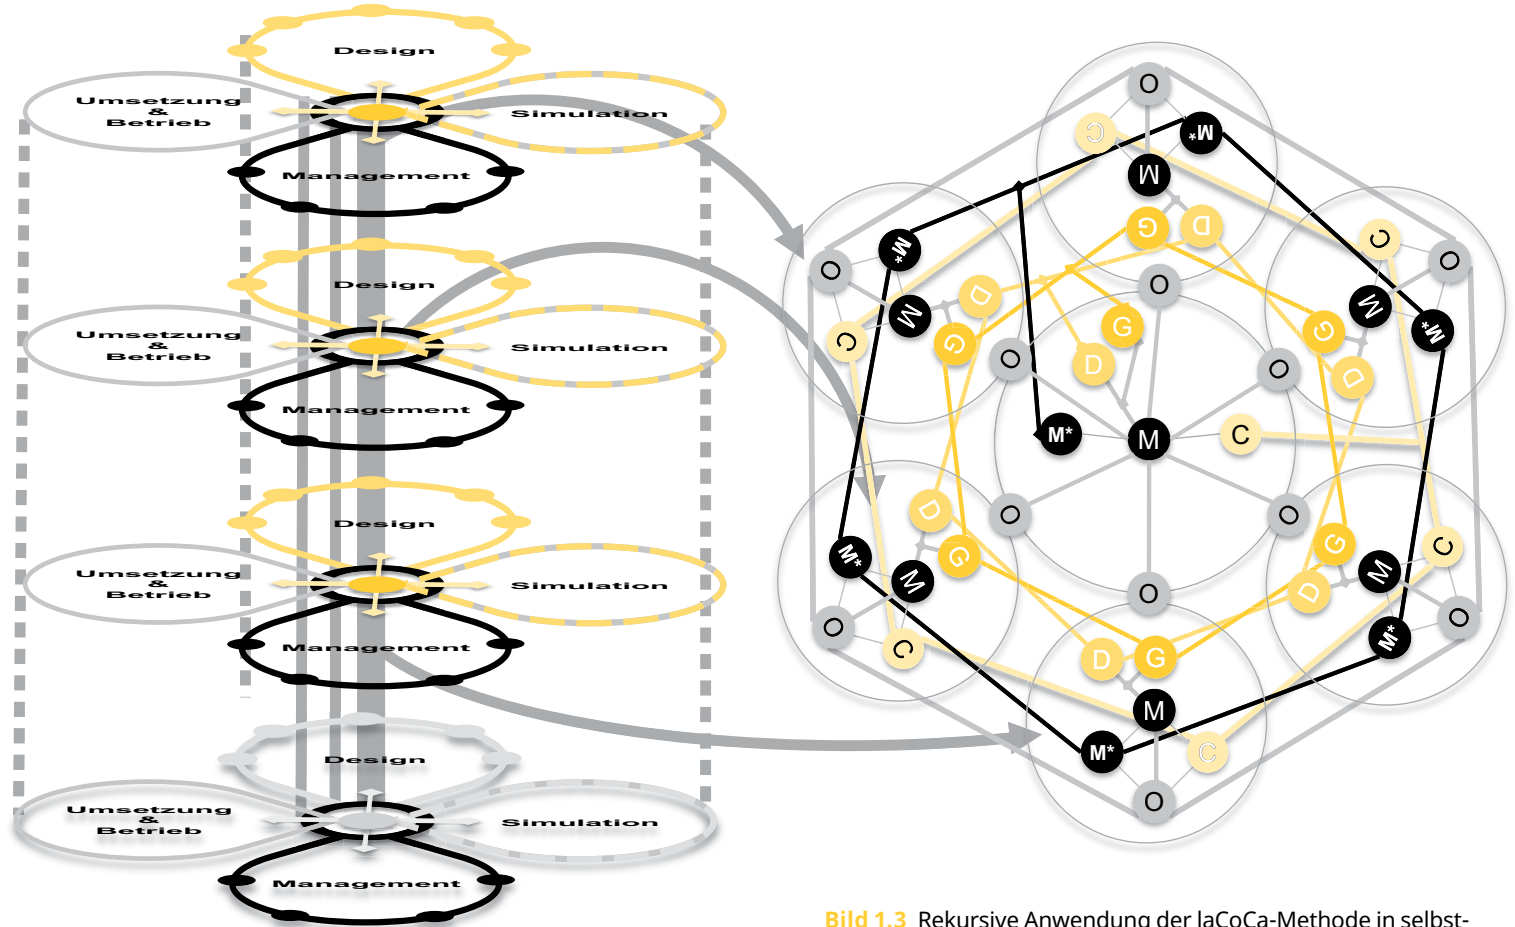 Design
Umsetzung
&
Betrieb
Simulation
Management
Design
Umsetzung
&
Betrieb
Simulation
Management
Design
Umsetzung
&
Betrieb
Simulation
Management
Design
Umsetzung
&
Betrieb
Simulation
Management
O
C
M*
M
G
D
M*
O
M
C
D
G
C
O
M
M*
G
D
O
O
G
D
O
O
M*
M
C
O
O
O
D
G
M*
M
O
C
G
D
M
C
O
M*
D
G
M
M*
C
O
Bild 1.3 Rekursive Anwendung der laCoCa-Methode in selbst-